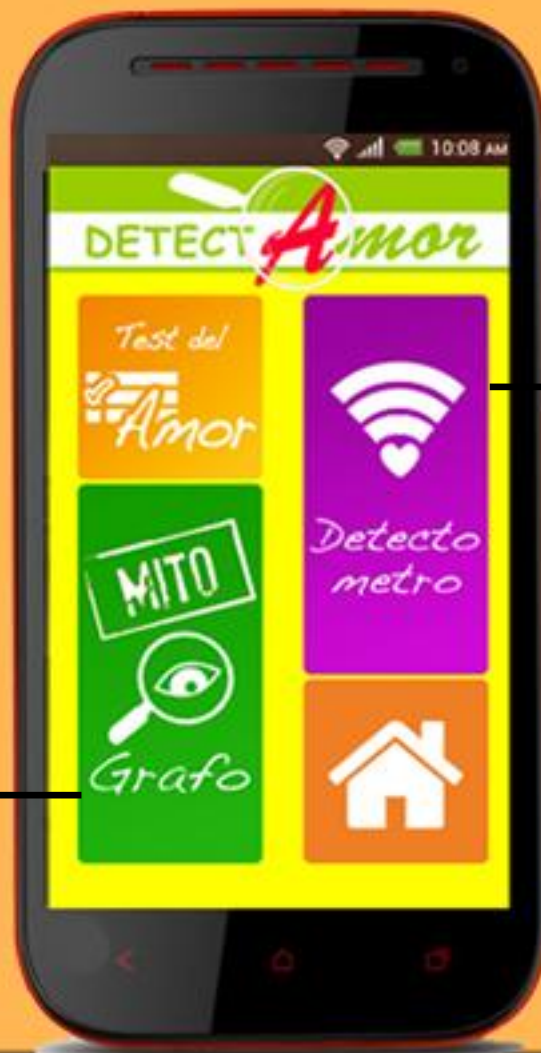 10:08 AM
DETECTAmor
Test del
Amor
MITO
Grafo
Detecto
metro